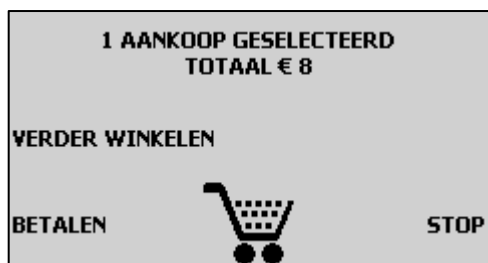 1 AANKOOP GESELECTEERD
TOTAAL € 8
VERDER WINKELEN
BETALEN
STOP